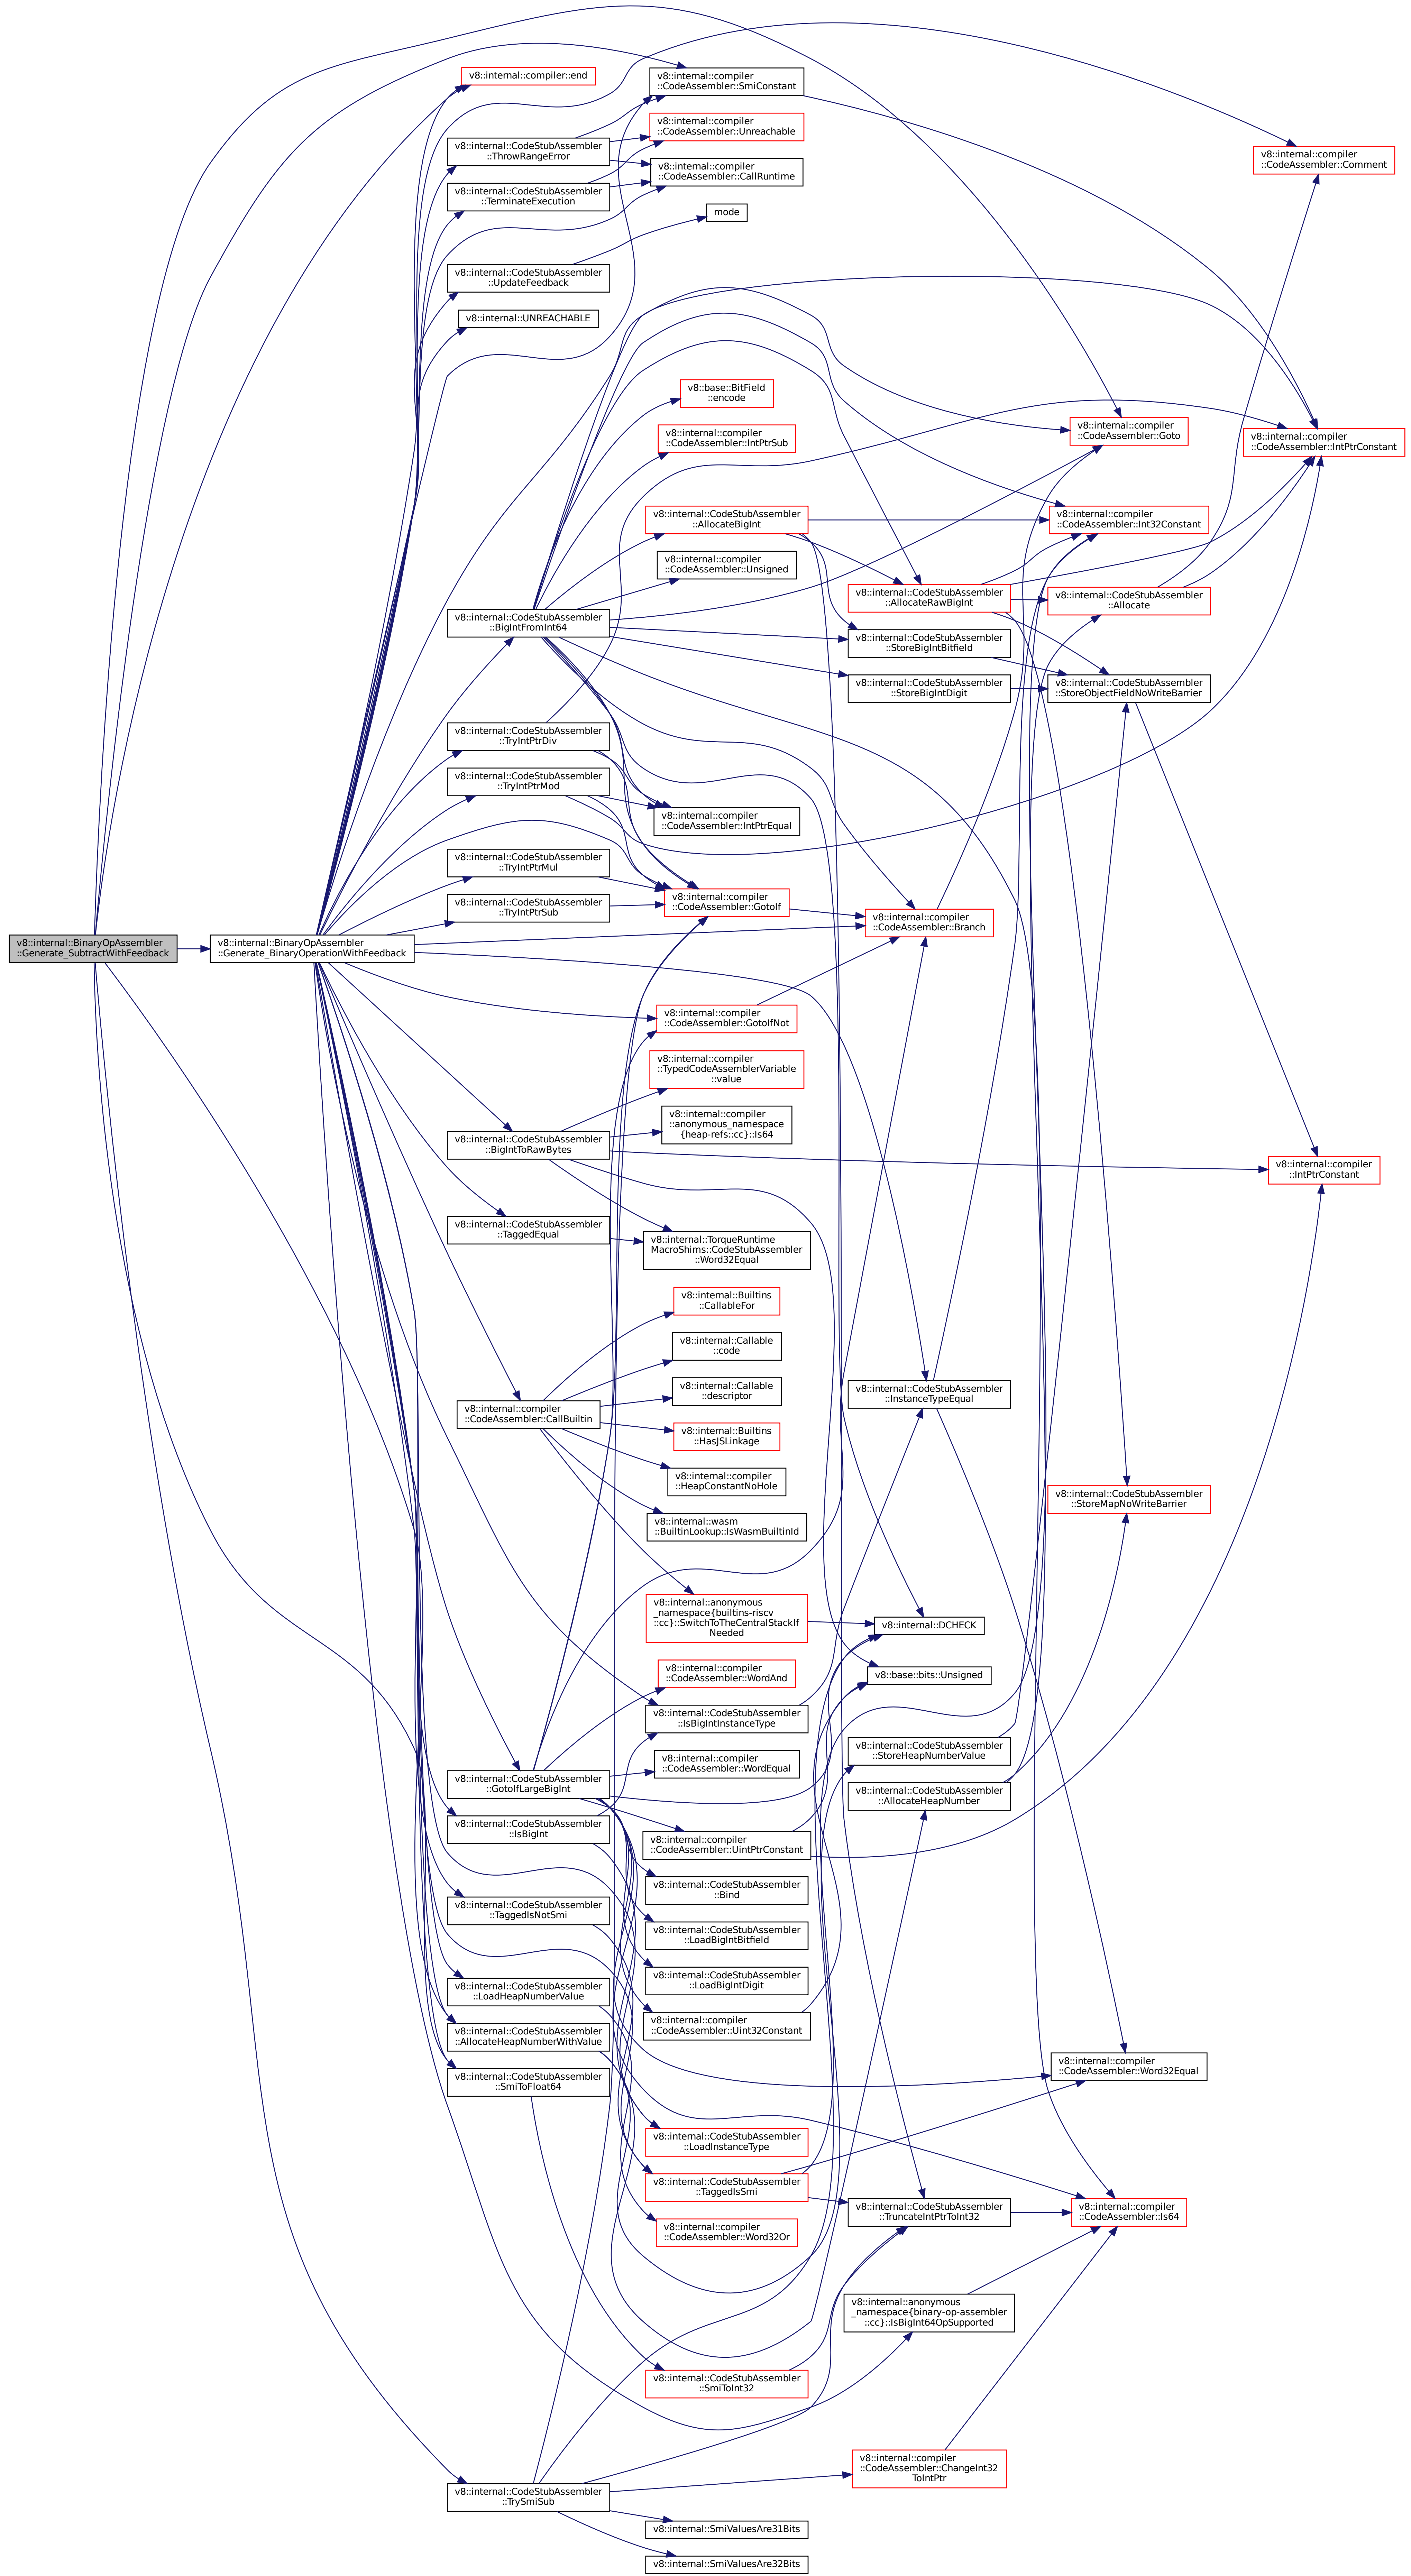 v8::internal::BinaryOpAssembler
::Generate_SubtractWithFeedback
v8::internal::BinaryOpAssembler
::Generate_BinaryOperationWithFeedback
v8::internal::compiler::end
v8::internal::CodeStubAssembler
::ThrowRangeError
v8::internal::CodeStubAssembler
::TerminateExecution
v8::internal::CodeStubAssembler
::UpdateFeedback
v8::internal::UNREACHABLE
v8::internal::CodeStubAssembler
::BigIntFromInt64
v8::internal::CodeStubAssembler
::TryIntPtrDiv
v8::internal::CodeStubAssembler
::TryIntPtrMod
v8::internal::CodeStubAssembler
::TryIntPtrMul
v8::internal::CodeStubAssembler
::TryIntPtrSub
v8::internal::CodeStubAssembler
::BigIntToRawBytes
v8::internal::CodeStubAssembler
::TaggedEqual
v8::internal::compiler
::CodeAssembler::CallBuiltin
v8::internal::CodeStubAssembler
::GotoIfLargeBigInt
v8::internal::CodeStubAssembler
::IsBigInt
v8::internal::CodeStubAssembler
::TaggedIsNotSmi
v8::internal::CodeStubAssembler
::LoadHeapNumberValue
v8::internal::CodeStubAssembler
::AllocateHeapNumberWithValue
v8::internal::CodeStubAssembler
::SmiToFloat64
v8::internal::CodeStubAssembler
::TrySmiSub
v8::internal::compiler
::CodeAssembler::SmiConstant
v8::internal::compiler
::CodeAssembler::Unreachable
v8::internal::compiler
::CodeAssembler::CallRuntime
mode
v8::base::BitField
::encode
v8::internal::compiler
::CodeAssembler::IntPtrSub
v8::internal::CodeStubAssembler
::AllocateBigInt
v8::internal::compiler
::CodeAssembler::Unsigned
v8::internal::compiler
::CodeAssembler::IntPtrEqual
v8::internal::compiler
::CodeAssembler::GotoIf
v8::internal::compiler
::CodeAssembler::GotoIfNot
v8::internal::compiler
::TypedCodeAssemblerVariable
::value
v8::internal::compiler
::anonymous_namespace
{heap-refs::cc}::Is64
v8::internal::TorqueRuntime
MacroShims::CodeStubAssembler
::Word32Equal
v8::internal::Builtins
::CallableFor
v8::internal::Callable
::code
v8::internal::Callable
::descriptor
v8::internal::Builtins
::HasJSLinkage
v8::internal::compiler
::HeapConstantNoHole
v8::internal::wasm
::BuiltinLookup::IsWasmBuiltinId
v8::internal::anonymous
_namespace{builtins-riscv
::cc}::SwitchToTheCentralStackIf
Needed
v8::internal::compiler
::CodeAssembler::WordAnd
v8::internal::CodeStubAssembler
::IsBigIntInstanceType
v8::internal::compiler
::CodeAssembler::WordEqual
v8::internal::compiler
::CodeAssembler::UintPtrConstant
v8::internal::CodeStubAssembler
::Bind
v8::internal::CodeStubAssembler
::LoadBigIntBitfield
v8::internal::CodeStubAssembler
::LoadBigIntDigit
v8::internal::compiler
::CodeAssembler::Uint32Constant
v8::internal::CodeStubAssembler
::LoadInstanceType
v8::internal::CodeStubAssembler
::TaggedIsSmi
v8::internal::compiler
::CodeAssembler::Word32Or
v8::internal::CodeStubAssembler
::SmiToInt32
v8::internal::SmiValuesAre31Bits
v8::internal::SmiValuesAre32Bits
v8::internal::CodeStubAssembler
::AllocateRawBigInt
v8::internal::CodeStubAssembler
::StoreBigIntBitfield
v8::internal::CodeStubAssembler
::StoreBigIntDigit
v8::internal::compiler
::CodeAssembler::Branch
v8::internal::CodeStubAssembler
::InstanceTypeEqual
v8::internal::DCHECK
v8::base::bits::Unsigned
v8::internal::CodeStubAssembler
::StoreHeapNumberValue
v8::internal::CodeStubAssembler
::AllocateHeapNumber
v8::internal::CodeStubAssembler
::TruncateIntPtrToInt32
v8::internal::anonymous
_namespace{binary-op-assembler
::cc}::IsBigInt64OpSupported
v8::internal::compiler
::CodeAssembler::ChangeInt32
ToIntPtr
v8::internal::compiler
::CodeAssembler::Goto
v8::internal::compiler
::CodeAssembler::Int32Constant
v8::internal::CodeStubAssembler
::Allocate
v8::internal::CodeStubAssembler
::StoreObjectFieldNoWriteBarrier
v8::internal::CodeStubAssembler
::StoreMapNoWriteBarrier
v8::internal::compiler
::CodeAssembler::Word32Equal
v8::internal::compiler
::CodeAssembler::Is64
v8::internal::compiler
::CodeAssembler::Comment
v8::internal::compiler
::CodeAssembler::IntPtrConstant
v8::internal::compiler
::IntPtrConstant